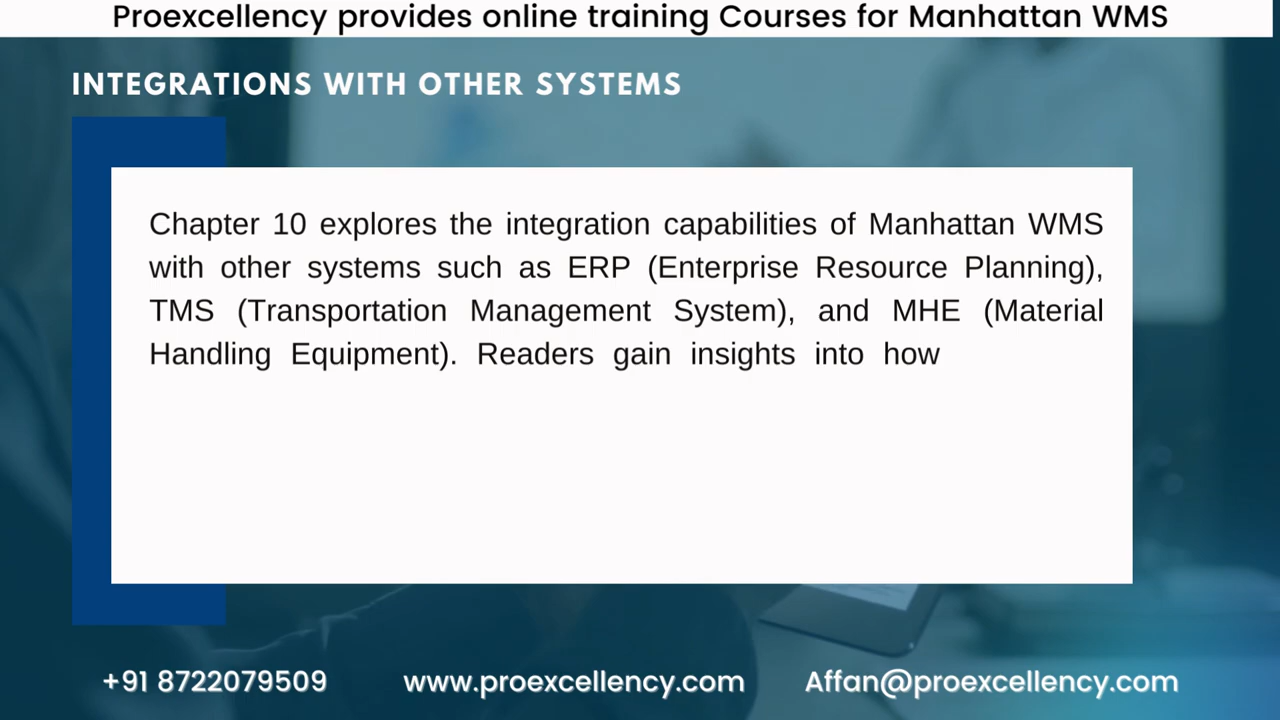 Proexcellency provides online training Courses for Manhattan WMS
INTEGRATIONS WITH OTHER SYSTEMS
Chapter 10 explores the integration capabilities of Manhattan WMS
with other systems such as ERP (Enterprise Resource Planning),
TMS (Transportation Management System), and MHE (Material
Handling Equipment). Readers gain insights into how
+91 8722079509
www.proexcellency.com
Affan@proexcellency.com